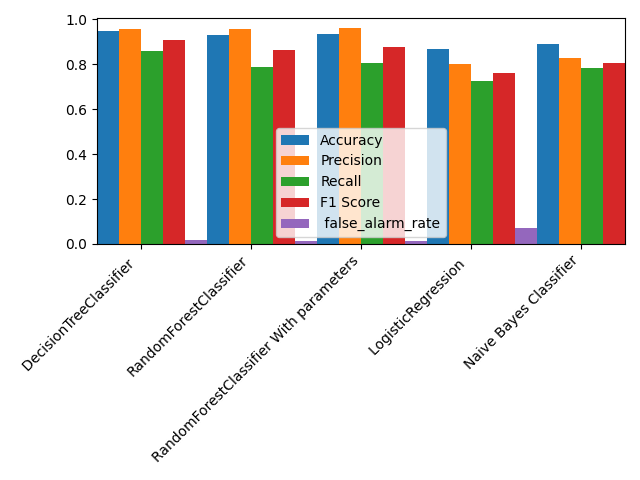 1.0
0.8
0.6
0.4
0.2
0.0
Accuracy
Precision
Recall
F1 Score
false_alarm_rate
DecisionTreeClassifier
RandomForestClassifier
RandomForestClassifier With parameters
LogisticRegression
Naive Bayes Classifier